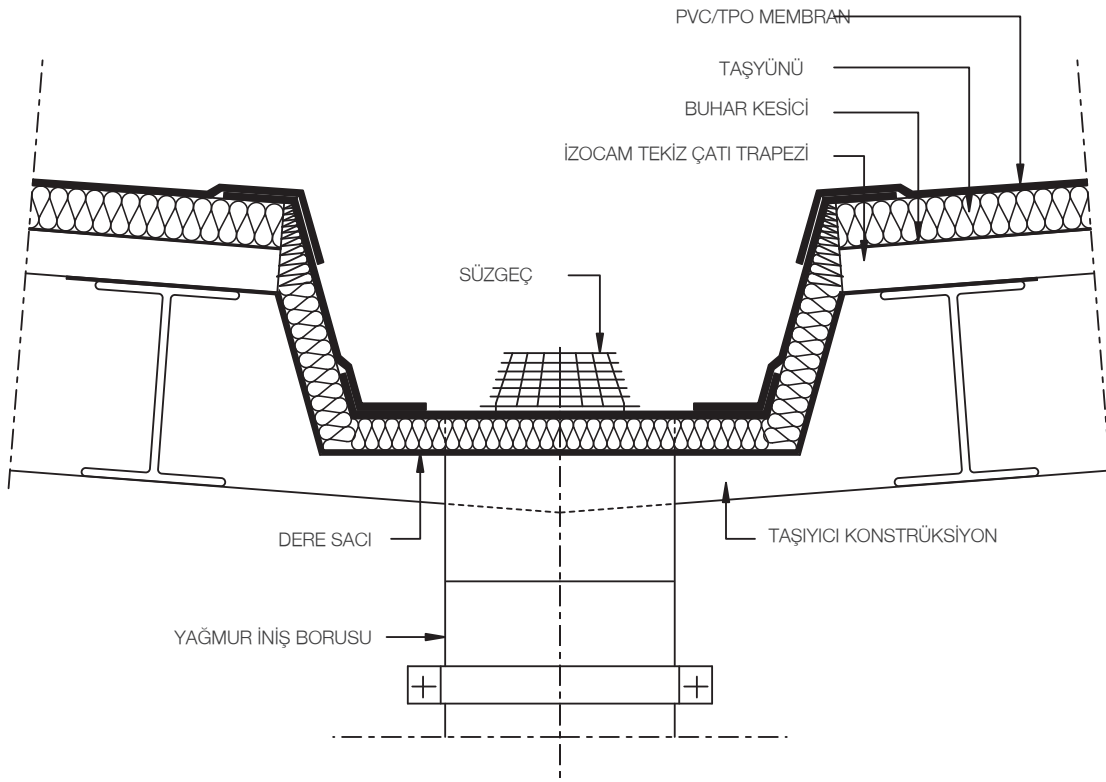 PVC/TPO MEMBRAN
TAŞYÜNÜ
BUHAR KESİCİ
İZOCAM TEKİZ ÇATI TRAPEZİ
SÜZGEÇ
DERE SACI
TAŞIYICI KONSTRÜKSİYON
YAĞMUR İNİŞ BORUSU